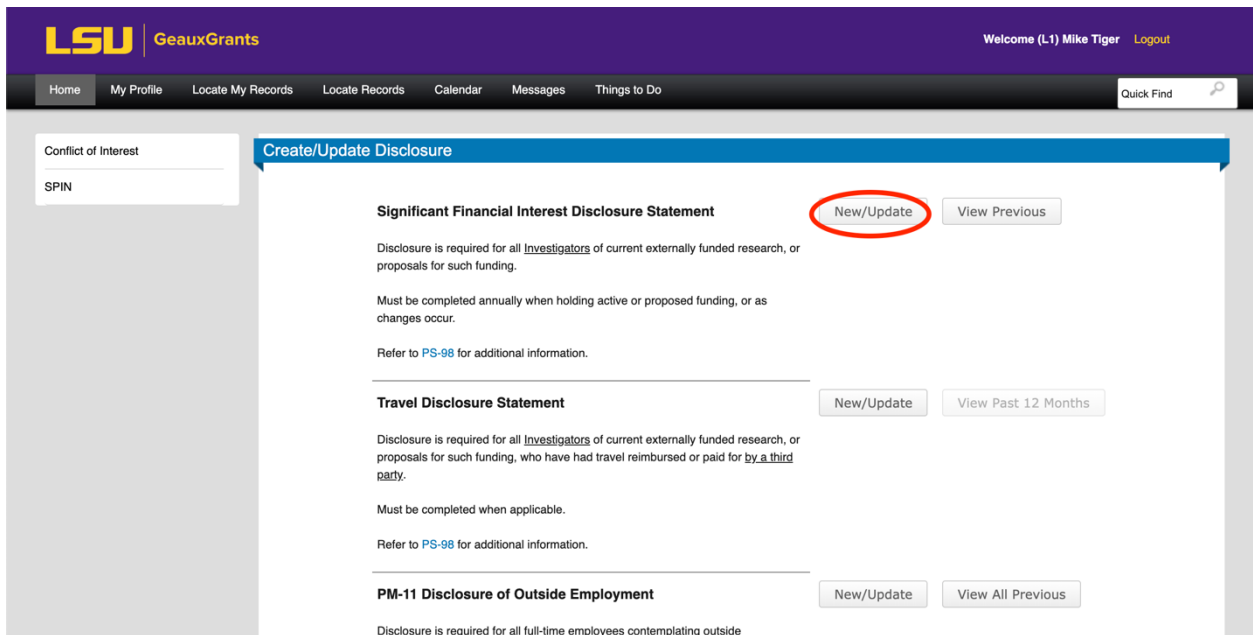 LSU GeauxGrants
Welcome (L1) Mike Tiger Logout
Home My Profile Locate My Records Locate Records Calendar Messages Things to Do
Quick Find
Conflict of Interest
SPIN
Create/Update Disclosure
Significant Financial Interest Disclosure Statement
New/Update View Previous
Disclosure is required for all Investigators of current externally funded research, or
proposals for such funding.
Must be completed annually when holding active or proposed funding, or as
changes occur.
Refer to PS-98 for additional information.
Travel Disclosure Statement
New/Update View Past 12 Months
Disclosure is required for all Investigators of current externally funded research, or
proposals for such funding, who have had travel reimbursed or paid for by a third
party.
Must be completed when applicable.
Refer to PS-98 for additional information.
PM-11 Disclosure of Outside Employment
New/Update View All Previous
Disclosure is required for all full-time employees contemplating outside